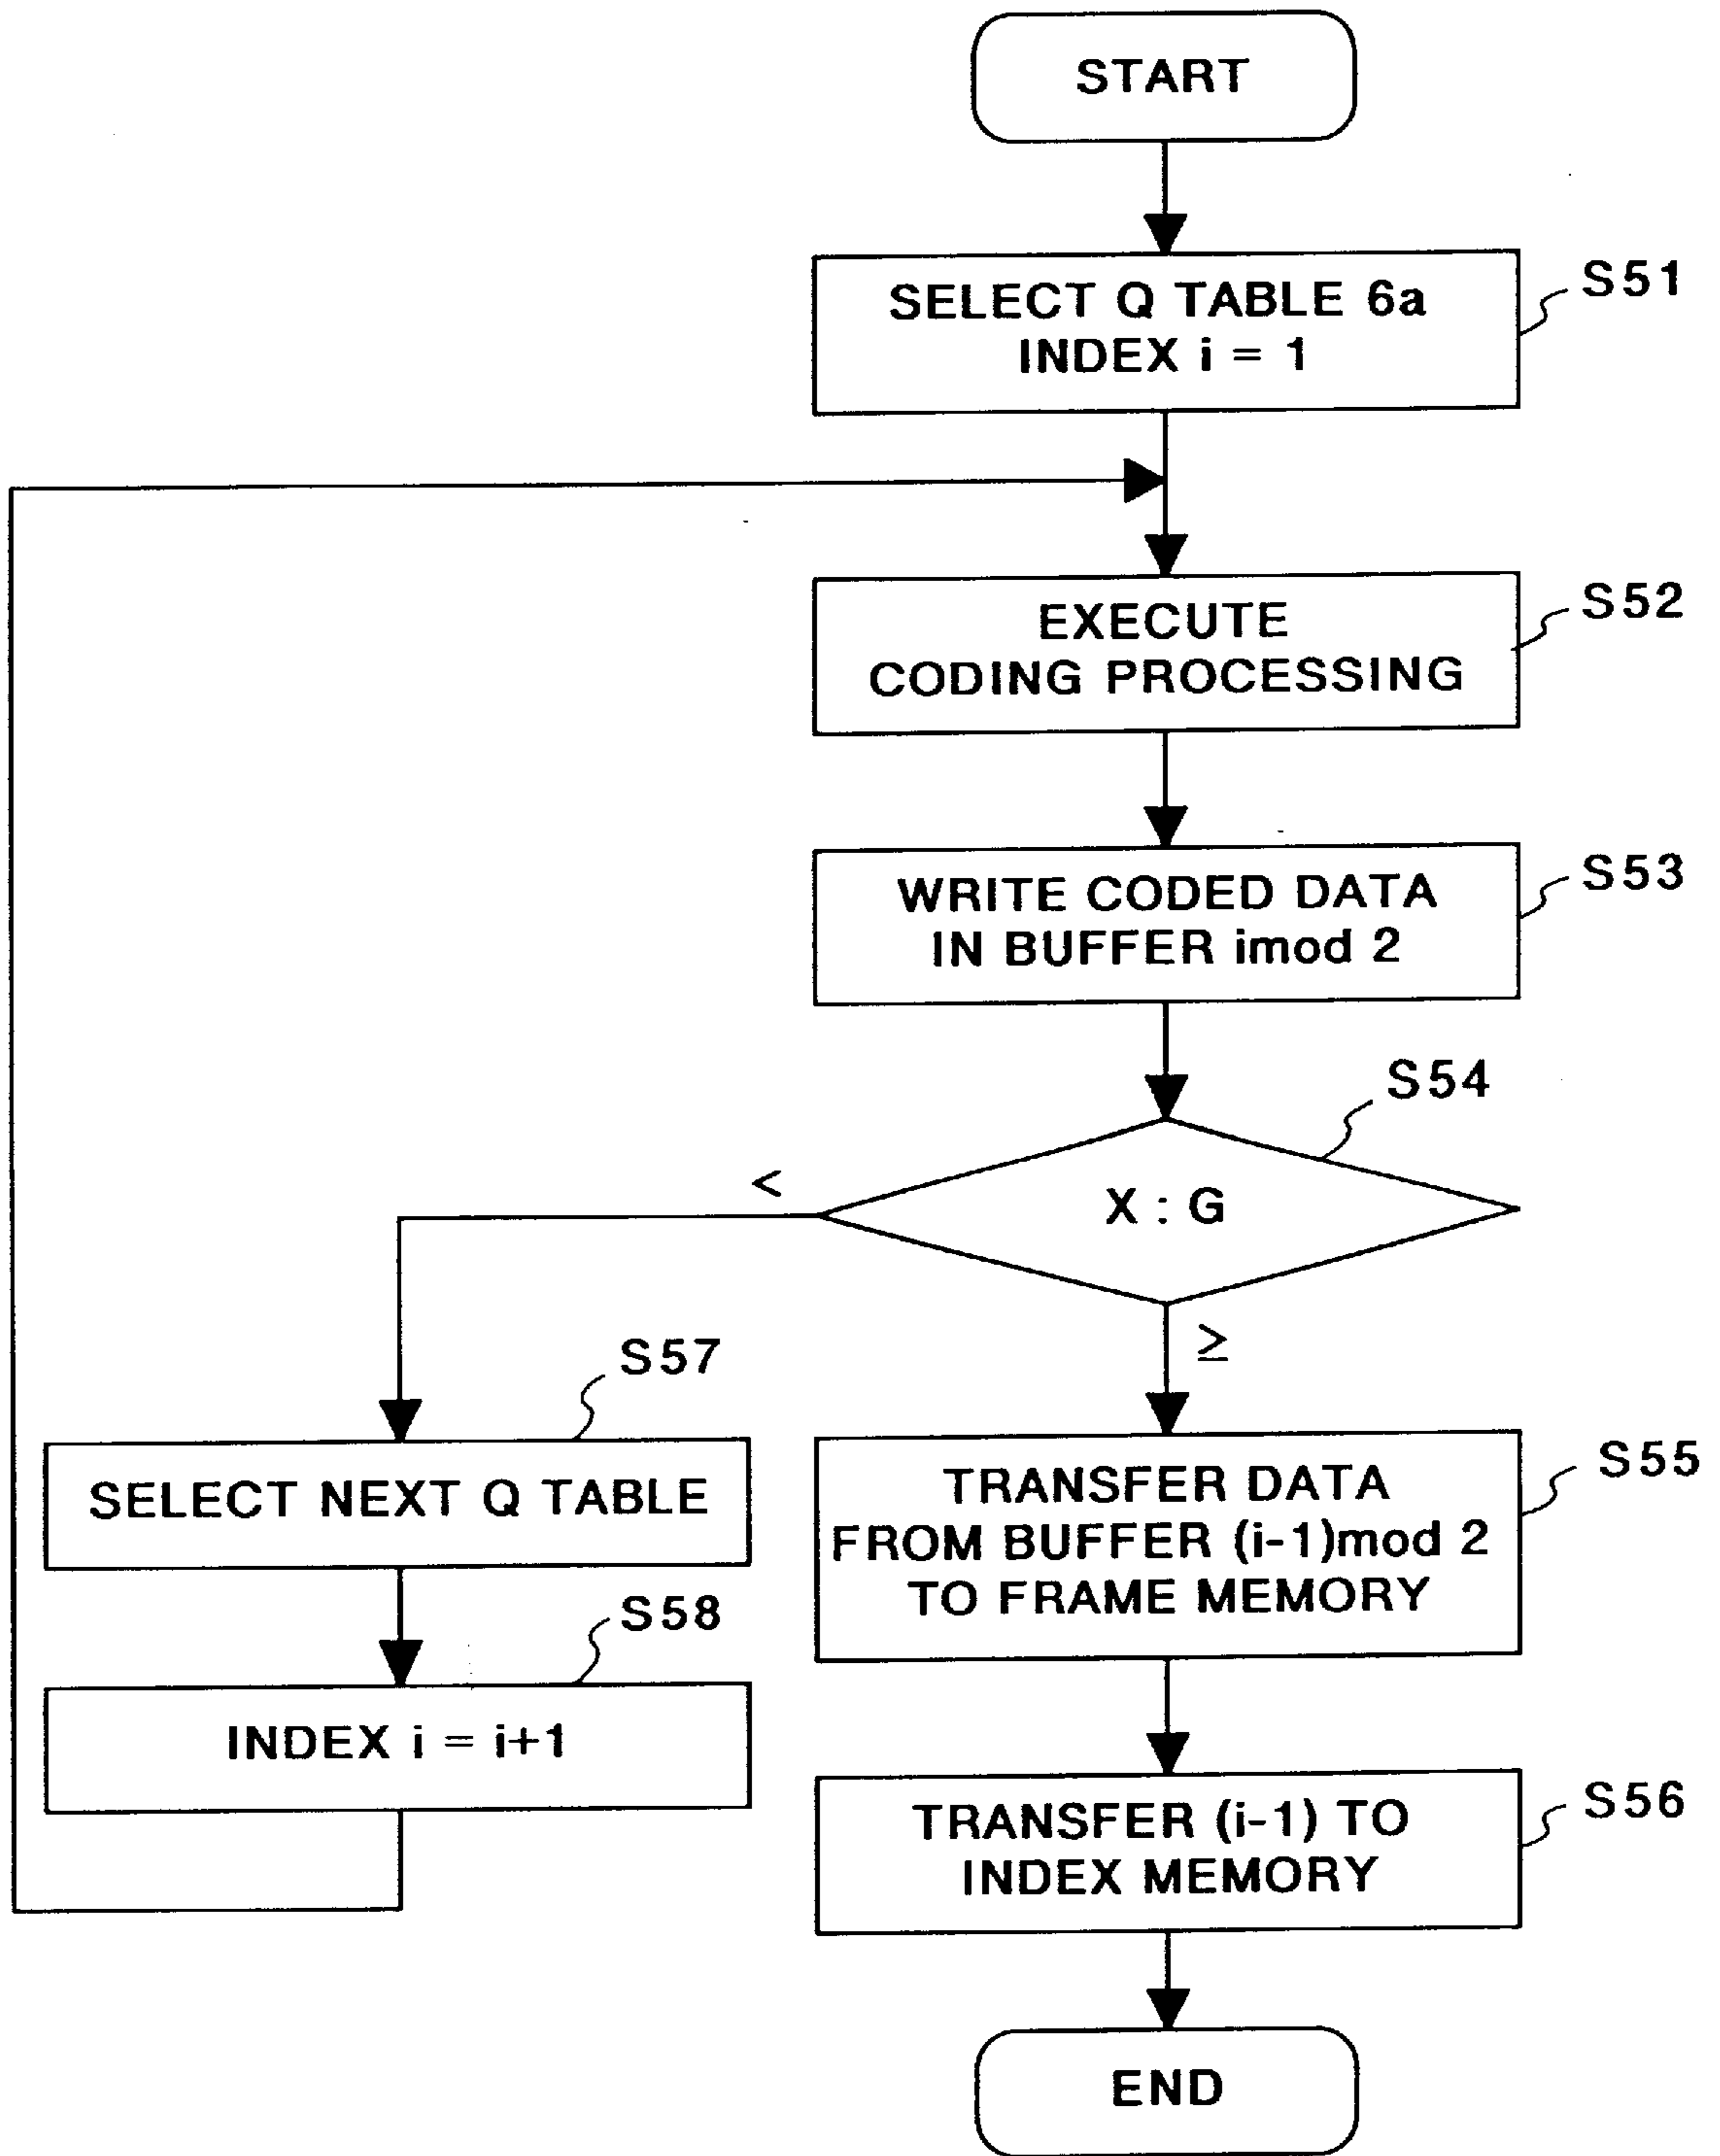 START
SELECT Q TABLE 6a
INDEX i = 1
S51
EXECUTE
CODING PROCESSING
S52
WRITE CODED DATA
IN BUFFER imod 2
S53
S54
X : G
<
≥
S57
SELECT NEXT Q TABLE
S58
INDEX i = i+1
TRANSFER DATA
FROM BUFFER (i-1)mod 2
TO FRAME MEMORY
S55
TRANSFER (i-1) TO
INDEX MEMORY
S56
END